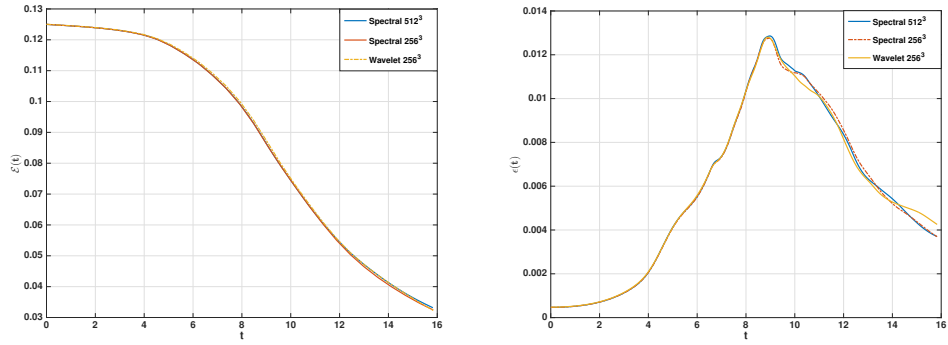 0.13
0.12
0.11
0.1
0.09
0.08
0.07
0.06
0.05
0.04
0.03
ℰ(t)
0 2 4 6 8 10 12 14 16
t
Spectral 512³
Spectral 256³
Wavelet 256³
0.014
0.012
0.01
0.008
0.006
0.004
0.002
0
ϵ(t)
0 2 4 6 8 10 12 14 16
t
Spectral 512³
Spectral 256³
Wavelet 256³